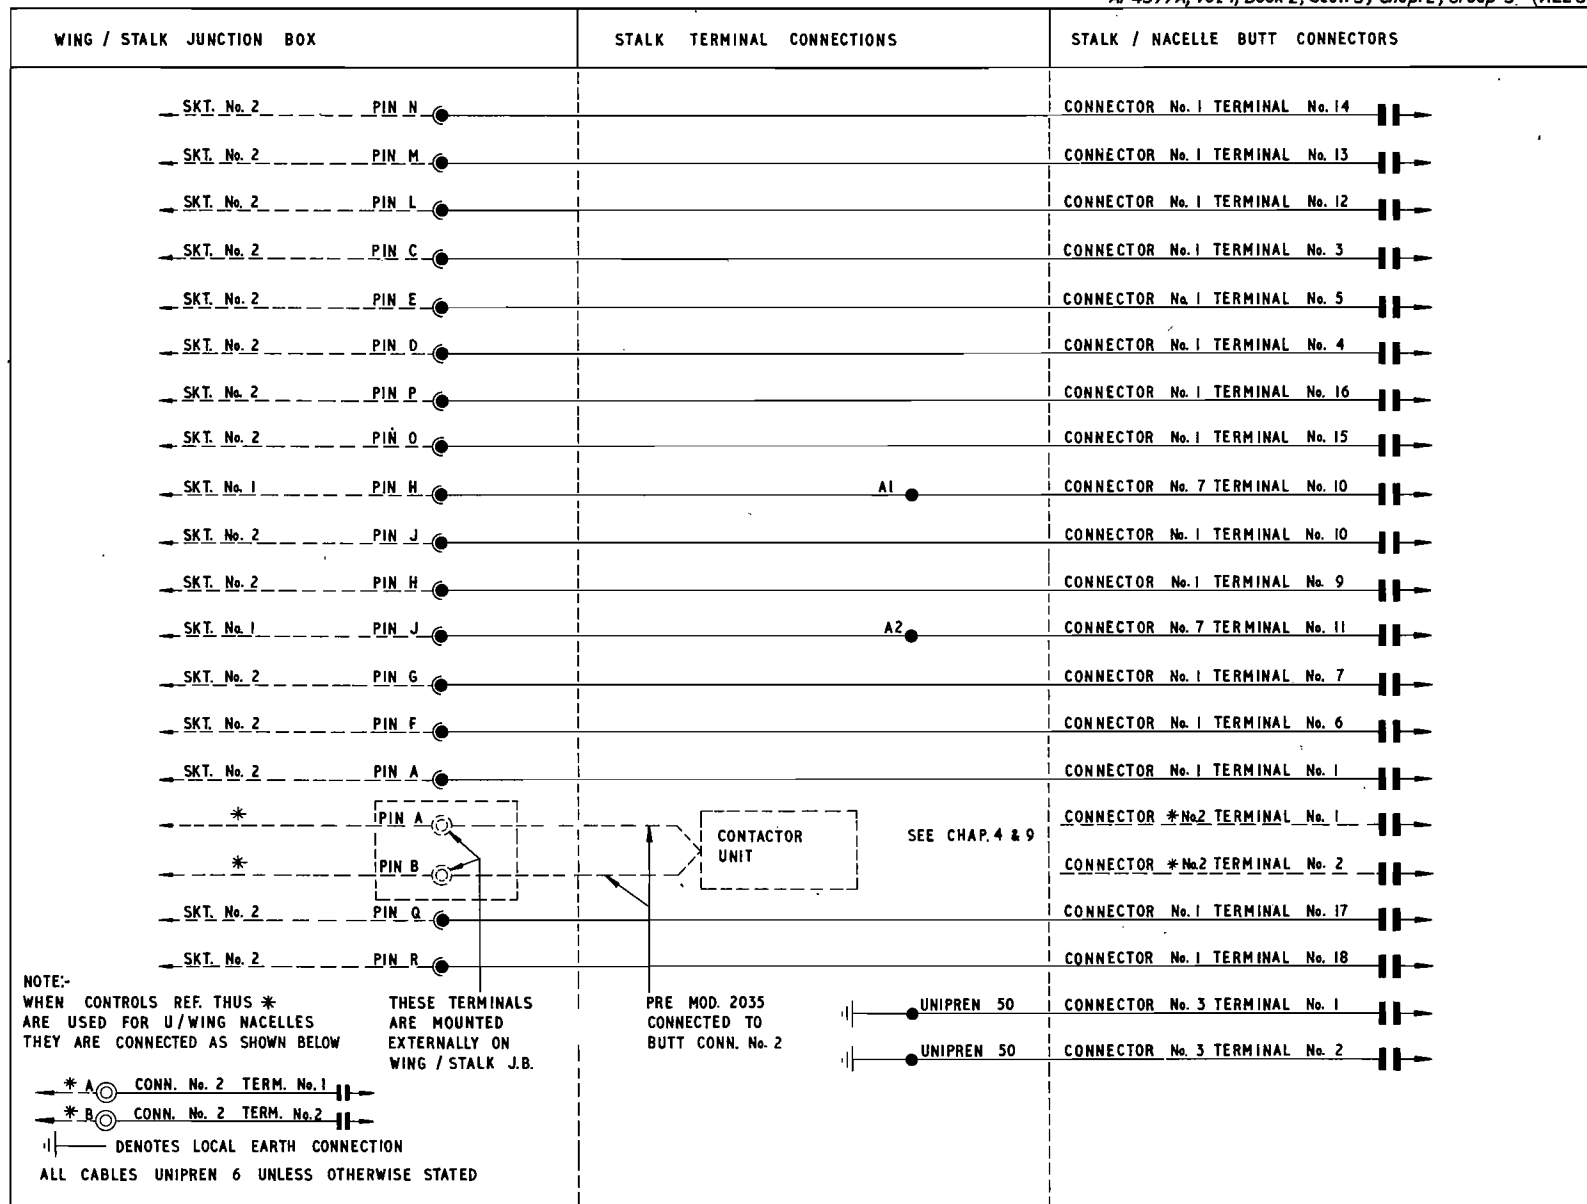 WING / STALK JUNCTION BOX
STALK TERMINAL CONNECTIONS
STALK / NACELLE BUTT CONNECTORS
SKT. No. 2 PIN N CONNECTOR No. 1 TERMINAL No. 14
SKT. No. 2 PIN M CONNECTOR No. 1 TERMINAL No. 13
SKT. No. 2 PIN L CONNECTOR No. 1 TERMINAL No. 12
SKT. No. 2 PIN C CONNECTOR No. 1 TERMINAL No. 3
SKT. No. 2 PIN E CONNECTOR No. 1 TERMINAL No. 5
SKT. No. 2 PIN D CONNECTOR No. 1 TERMINAL No. 4
SKT. No. 2 PIN P CONNECTOR No. 1 TERMINAL No. 16
SKT. No. 2 PIN O CONNECTOR No. 1 TERMINAL No. 15
SKT. No. 1 PIN H A1 CONNECTOR No. 7 TERMINAL No. 10
SKT. No. 2 PIN J CONNECTOR No. 1 TERMINAL No. 10
SKT. No. 2 PIN H CONNECTOR No. 1 TERMINAL No. 9
SKT. No. 1 PIN J A2 CONNECTOR No. 7 TERMINAL No. 11
SKT. No. 2 PIN G CONNECTOR No. 1 TERMINAL No. 7
SKT. No. 2 PIN F CONNECTOR No. 1 TERMINAL No. 6
SKT. No. 2 PIN A CONNECTOR No. 1 TERMINAL No. 1
* PIN A CONNECTOR *No.2 TERMINAL No. 1
CONTACTOR
UNIT
SEE CHAP. 4 & 9
* PIN B CONNECTOR *No.2 TERMINAL No. 2
SKT. No. 2 PIN Q CONNECTOR No. 1 TERMINAL No. 17
SKT. No. 2 PIN R CONNECTOR No. 1 TERMINAL No. 18
NOTE:-
WHEN CONTROLS REF. THUS *
ARE USED FOR U/WING NACELLES
THEY ARE CONNECTED AS SHOWN BELOW
THESE TERMINALS
ARE MOUNTED
EXTERNALLY ON
WING / STALK J.B.
PRE MOD. 2035
CONNECTED TO
BUTT CONN. No. 2
UNIPREN 50 CONNECTOR No. 3 TERMINAL No. 1
UNIPREN 50 CONNECTOR No. 3 TERMINAL No. 2
* A CONN. No. 2 TERM. No. 1
* B CONN. No. 2 TERM. No. 2
DENOTES LOCAL EARTH CONNECTION
ALL CABLES UNIPREN 6 UNLESS OTHERWISE STATED